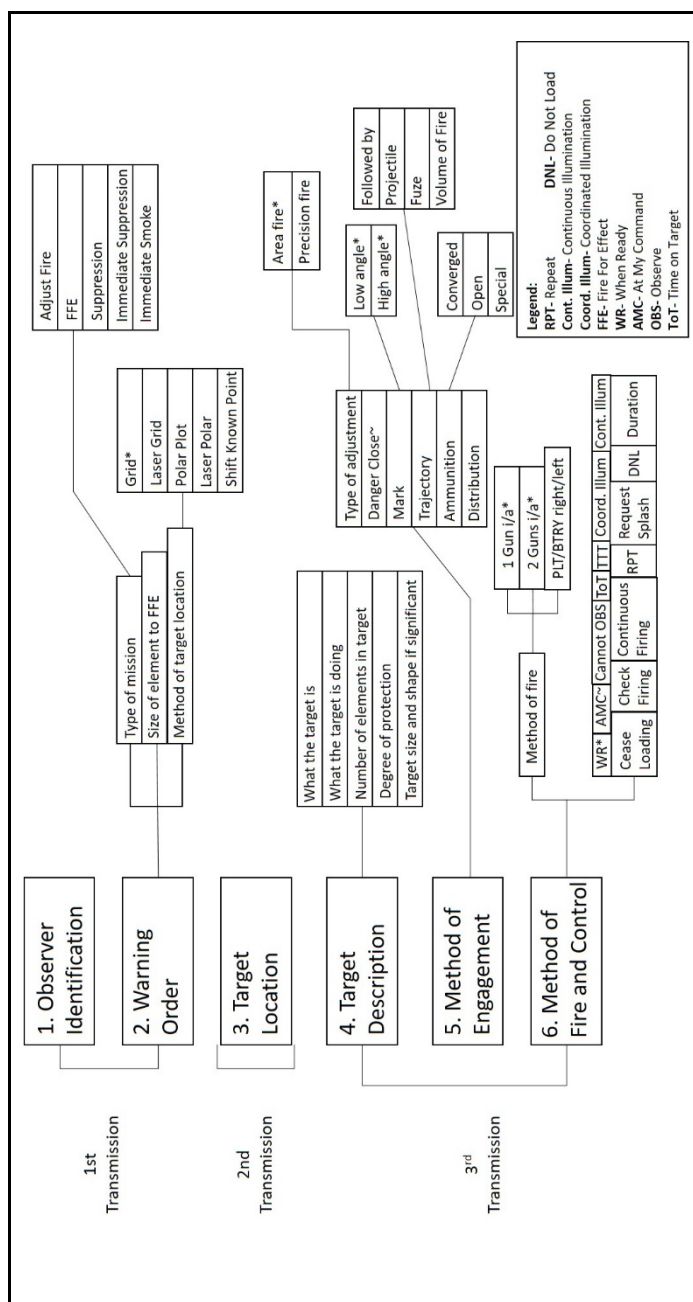 1st
Transmission
1. Observer
Identification
2. Warning
Order
Type of mission
Size of element to FFE
Method of target location
Adjust Fire
FFE
Suppression
Immediate Suppression
Immediate Smoke
Grid*
Laser Grid
Polar Plot
Laser Polar
Shift Known Point
2nd
Transmission
3. Target
Location
3rd
Transmission
4. Target
Description
What the target is
What the target is doing
Number of elements in target
Degree of protection
Target size and shape if significant
5. Method of
Engagement
Type of adjustment
Danger Close~
Mark
Trajectory
Ammunition
Distribution
Area fire*
Precision fire
Low angle*
High angle*
Followed by
Projectile
Fuze
Volume of Fire
Converged
Open
Special
6. Method of
Fire and Control
Method of fire
1 Gun i/a*
2 Guns i/a*
PLT/BTRY right/left
WR* AMC~ Cannot OBS ToT TTT Coord. Illum Cont. Illum
Cease Loading
Check Firing
Continuous Firing
RPT
Request Splash
DNL
Duration
Legend:
RPT- Repeat DNL- Do Not Load
Cont. Illum- Continuous Illumination
Coord. Illum- Coordinated Illumination
FFE- Fire For Effect
WR- When Ready
AMC- At My Command
OBS- Observe
ToT- Time on Target